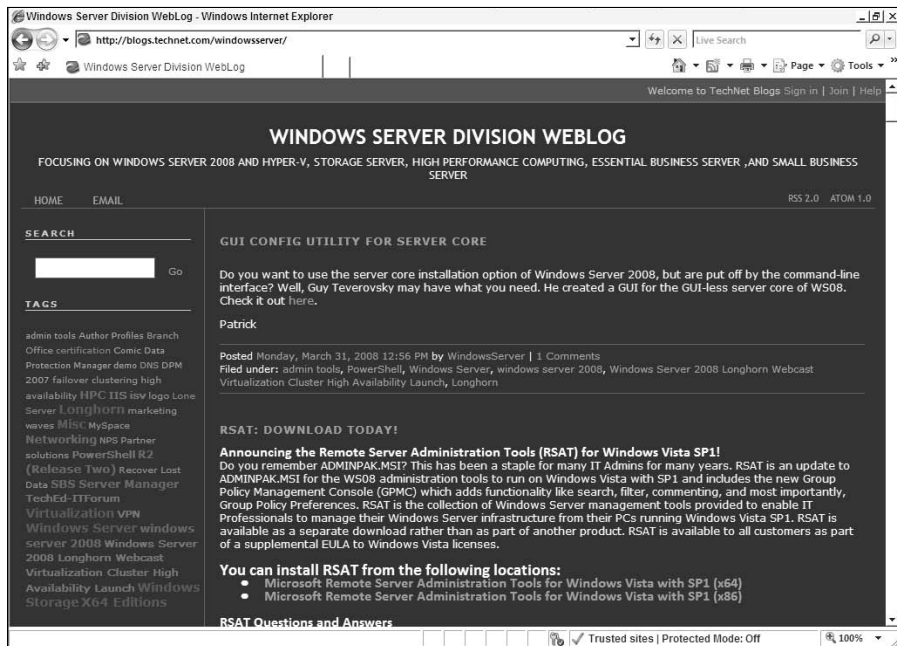 Windows Server Division WebLog - Windows Internet Explorer
http://blogs.technet.com/windowsserver/
Live Search
Windows Server Division WebLog
Page
Tools
Welcome to TechNet Blogs Sign in | Join | Help
WINDOWS SERVER DIVISION WEBLOG
FOCUSING ON WINDOWS SERVER 2008 AND HYPER-V, STORAGE SERVER, HIGH PERFORMANCE COMPUTING, ESSENTIAL BUSINESS SERVER ,AND SMALL BUSINESS
SERVER
HOME EMAIL
RSS 2.0 ATOM 1.0
SEARCH
Go
TAGS
admin tools Author Profiles Branch
Office certification Comic Data
Protection Manager demo DNS DPM
2007 failover clustering high
availability HPC IIS isv logo Lone
Server Longhorn marketing
waves Misc MySpace
Networking NPS Partner
solutions PowerShell R2
(Release Two) Recover Lost
Data SBS Server Manager
TechEd-ITForum
Virtualization VPN
Windows Server windows
server 2008 Windows Server
2008 Longhorn Webcast
Virtualization Cluster High
Availability Launch Windows
Storage X64 Editions
GUI CONFIG UTILITY FOR SERVER CORE
Do you want to use the server core installation option of Windows Server 2008, but are put off by the command-line
interface? Well, Guy Teverovsky may have what you need. He created a GUI for the GUI-less server core of WS08.
Check it out here.
Patrick
Posted Monday, March 31, 2008 12:56 PM by WindowsServer | 1 Comments
Filed under: admin tools, PowerShell, Windows Server, windows server 2008, Windows Server 2008 Longhorn Webcast
Virtualization Cluster High Availability Launch, Longhorn
RSAT: DOWNLOAD TODAY!
Announcing the Remote Server Administration Tools (RSAT) for Windows Vista SP1!
Do you remember ADMINPAK.MSI? This has been a staple for many IT Admins for many years. RSAT is an update to
ADMINPAK.MSI for the WS08 administration tools to run on Windows Vista with SP1 and includes the new Group
Policy Management Console (GPMC) which adds functionality like search, filter, commenting, and most importantly,
Group Policy Preferences. RSAT is the collection of Windows Server management tools provided to enable IT
Professionals to manage their Windows Server infrastructure from their PCs running Windows Vista SP1. RSAT is
available as a separate download rather than as part of another product. RSAT is available to all customers as part
of a supplemental EULA to Windows Vista licenses.
You can install RSAT from the following locations:
• Microsoft Remote Server Administration Tools for Windows Vista with SP1 (x64)
• Microsoft Remote Server Administration Tools for Windows Vista with SP1 (x86)
RSAT Questions and Answers
Trusted sites | Protected Mode: Off
100%